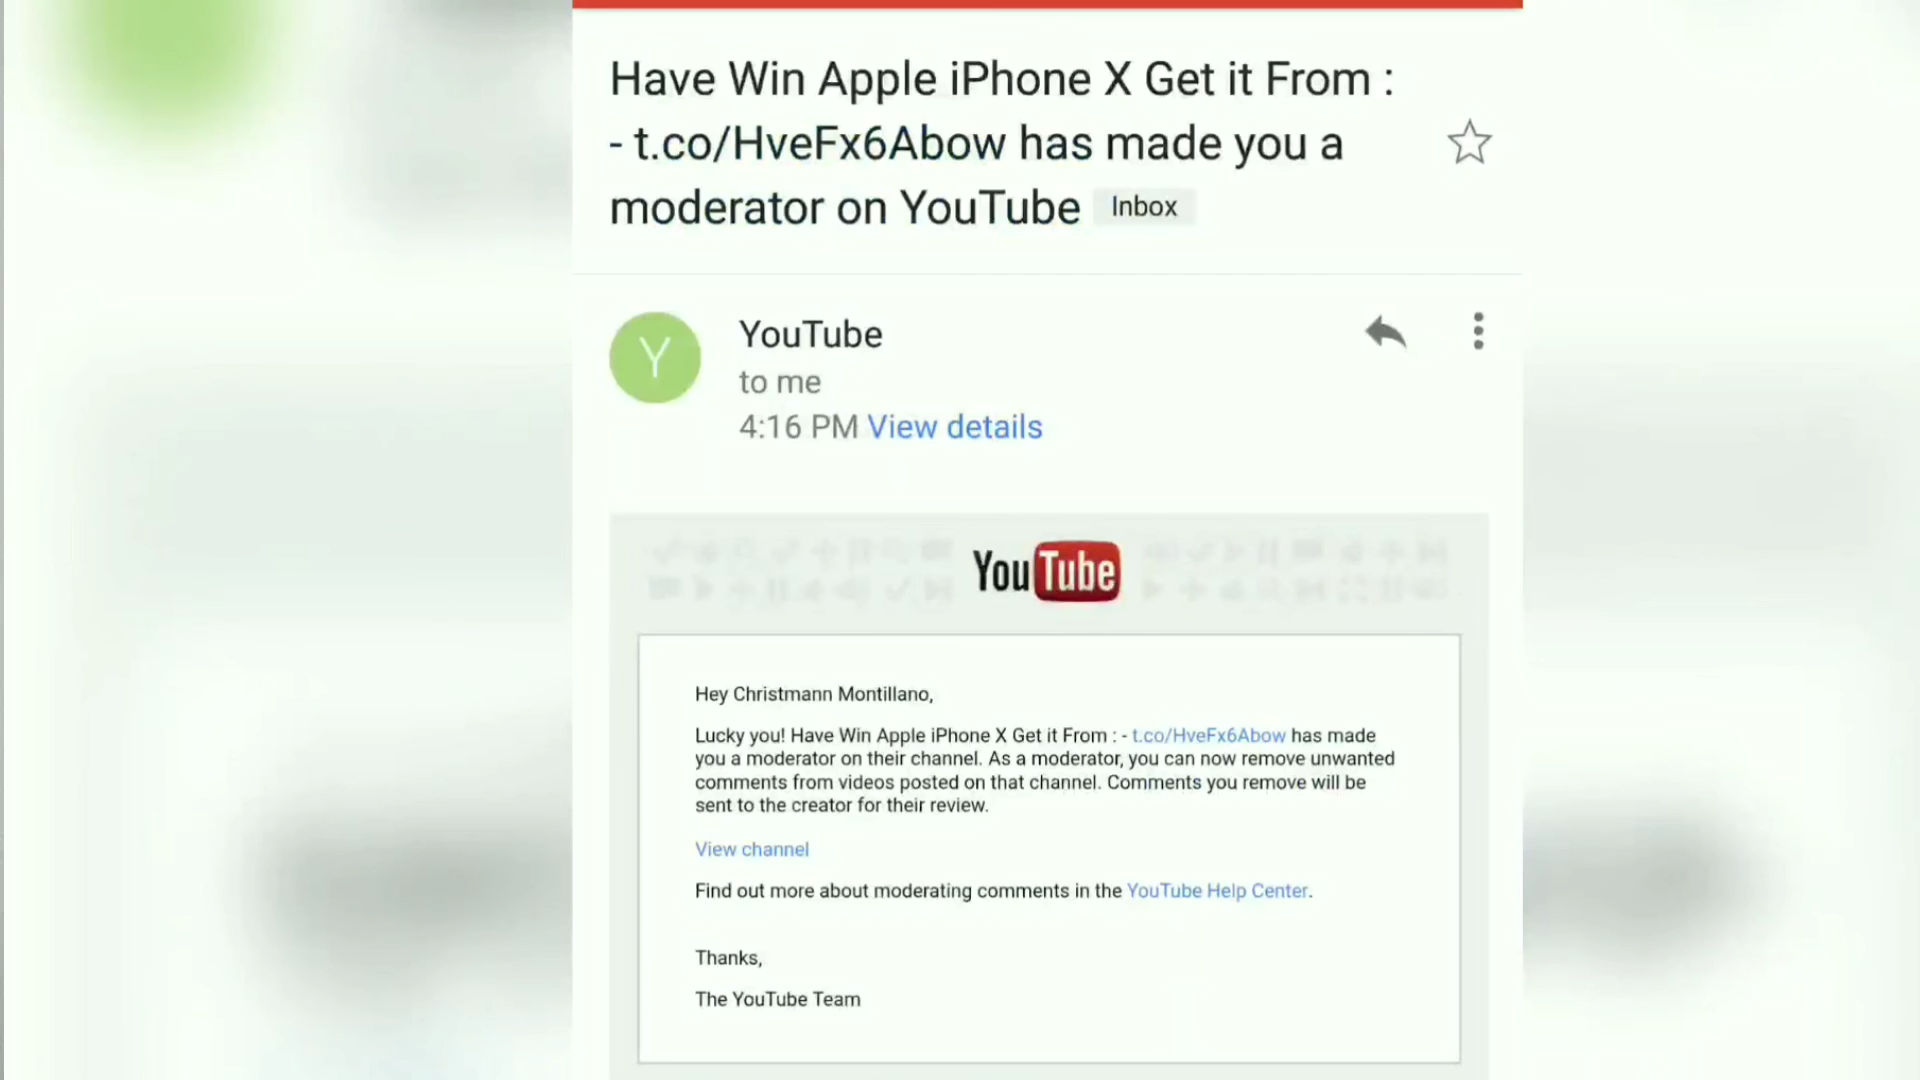 Have Win Apple iPhone X Get it From :
- t.co/HveFx6Abow has made you a
moderator on YouTube Inbox
Y
YouTube
to me
4:16 PM View details
YouTube
Hey Christmann Montillano,
Lucky you! Have Win Apple iPhone X Get it From : - t.co/HveFx6Abow has made
you a moderator on their channel. As a moderator, you can now remove unwanted
comments from videos posted on that channel. Comments you remove will be
sent to the creator for their review.
View channel
Find out more about moderating comments in the YouTube Help Center.
Thanks,
The YouTube Team